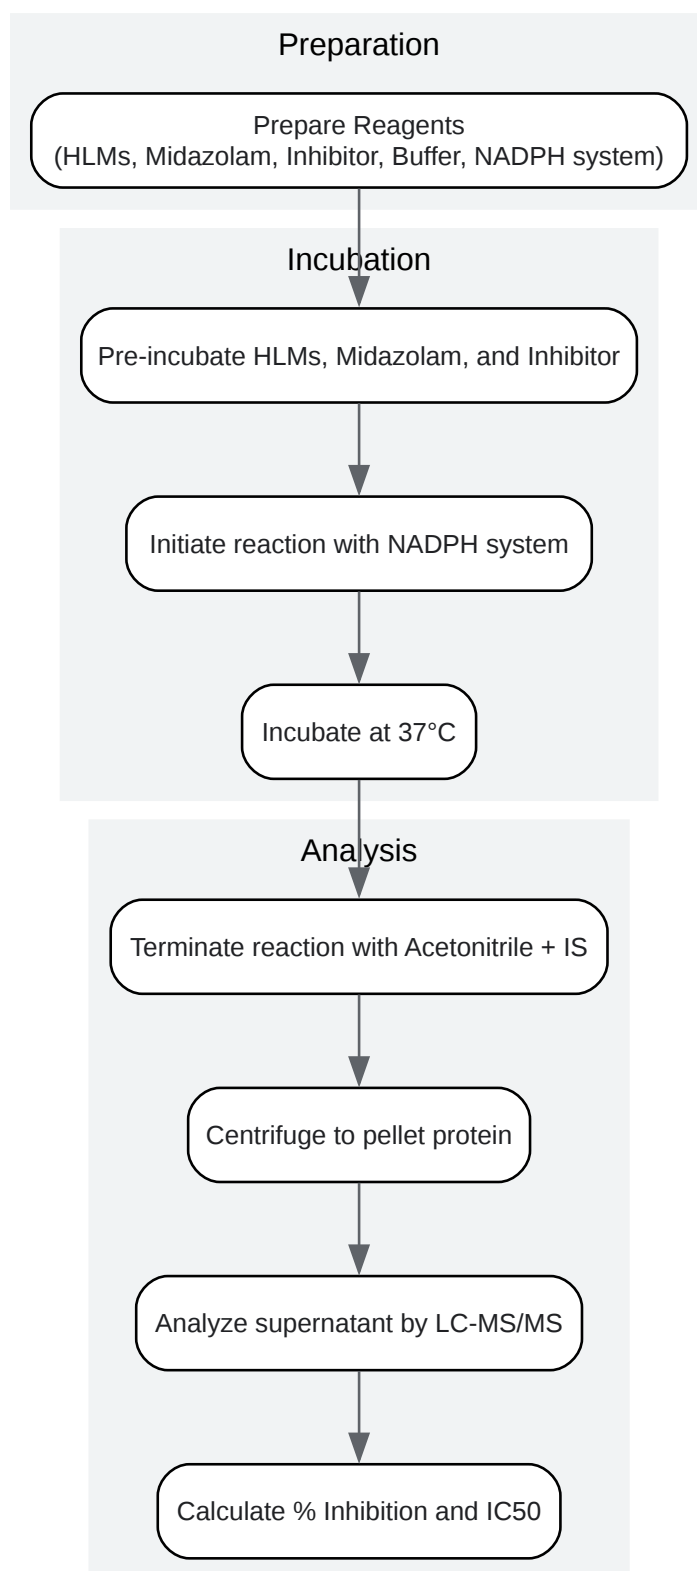 Preparation
Prepare Reagents
(HLMs, Midazolam, Inhibitor, Buffer, NADPH system)
Incubation
Pre-incubate HLMs, Midazolam, and Inhibitor
Initiate reaction with NADPH system
Incubate at 37°C
Analysis
Terminate reaction with Acetonitrile + IS
Centrifuge to pellet protein
Analyze supernatant by LC-MS/MS
Calculate % Inhibition and IC50